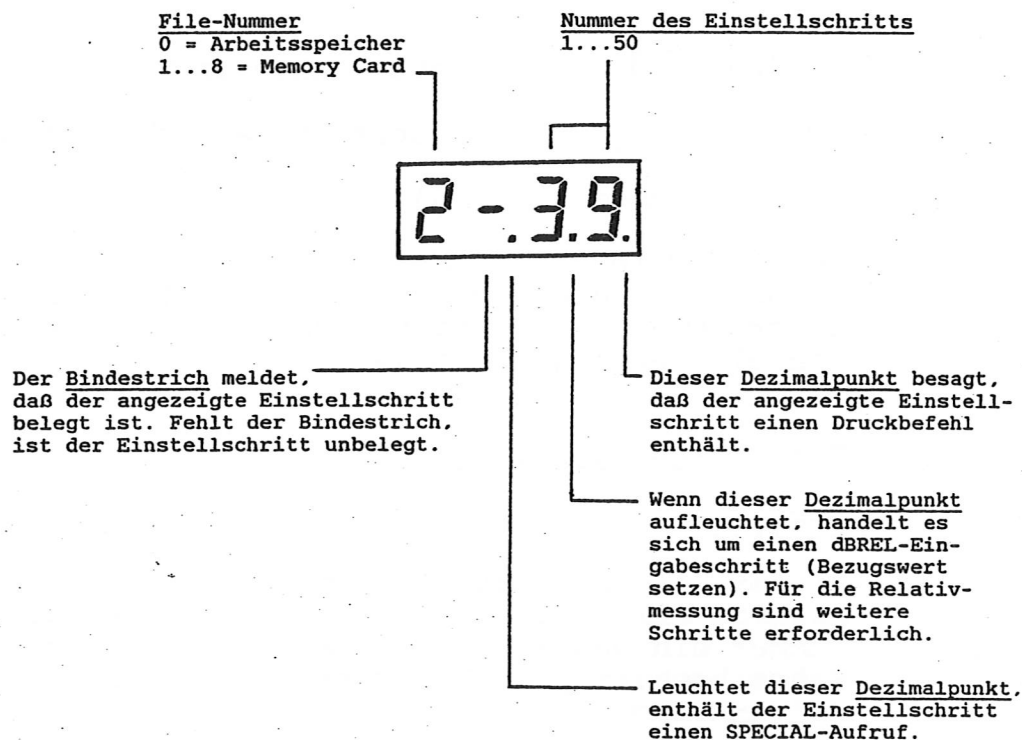 File-Nummer
0 = Arbeitsspeicher
1...8 = Memory Card
Nummer des Einstellschritts
1...50
2-.3.9.
Der Bindestrich meldet,
daß der angezeigte Einstellschritt
belegt ist. Fehlt der Bindestrich,
ist der Einstellschritt unbelegt.
Dieser Dezimalpunkt besagt,
daß der angezeigte Einstell-
schritt einen Druckbefehl
enthält.
Wenn dieser Dezimalpunkt
aufleuchtet, handelt es
sich um einen dBREL-Ein-
gabeschritt (Bezugswert
setzen). Für die Relativ-
messung sind weitere
Schritte erforderlich.
Leuchtet dieser Dezimalpunkt,
enthält der Einstellschritt
einen SPECIAL-Aufruf.